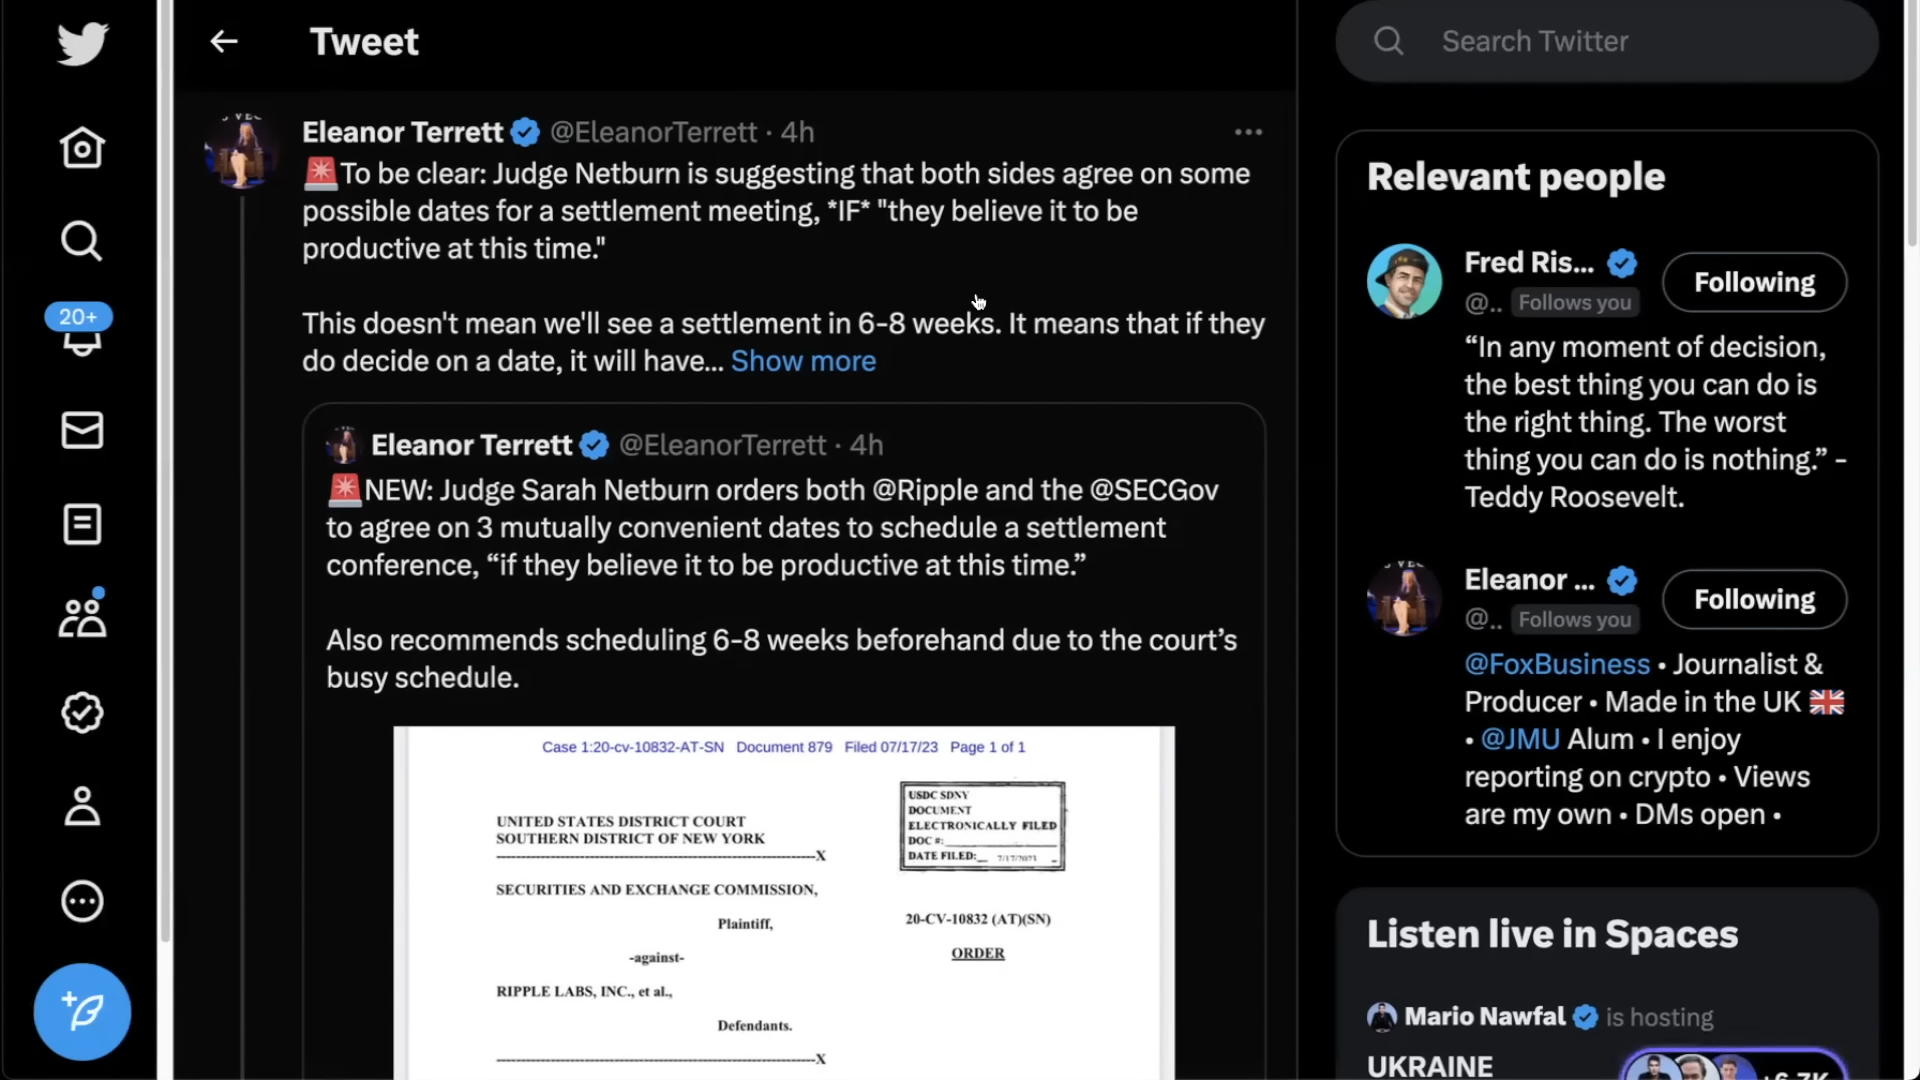 Tweet
Search Twitter
20+
Eleanor Terrett @EleanorTerrett · 4h
🚨To be clear: Judge Netburn is suggesting that both sides agree on some
possible dates for a settlement meeting, *IF* "they believe it to be
productive at this time."
This doesn't mean we'll see a settlement in 6-8 weeks. It means that if they
do decide on a date, it will have... Show more
Eleanor Terrett @EleanorTerrett · 4h
🚨NEW: Judge Sarah Netburn orders both @Ripple and the @SECGov
to agree on 3 mutually convenient dates to schedule a settlement
conference, “if they believe it to be productive at this time.”
Also recommends scheduling 6-8 weeks beforehand due to the court’s
busy schedule.
Case 1:20-cv-10832-AT-SN Document 879 Filed 07/17/23 Page 1 of 1
UNITED STATES DISTRICT COURT
SOUTHERN DISTRICT OF NEW YORK
X
SECURITIES AND EXCHANGE COMMISSION,
Plaintiff,
-against-
RIPPLE LABS, INC., et al.,
Defendants.
X
USDC SDNY
DOCUMENT
ELECTRONICALLY FILED
DOC #:
DATE FILED: 7/17/2023
20-CV-10832 (AT)(SN)
ORDER
Relevant people
Fred Ris...
Following
@.. Follows you
“In any moment of decision,
the best thing you can do is
the right thing. The worst
thing you can do is nothing.” -
Teddy Roosevelt.
Eleanor ...
Following
@.. Follows you
@FoxBusiness • Journalist &
Producer • Made in the UK 🇬🇧
• @JMU Alum • I enjoy
reporting on crypto • Views
are my own • DMs open •
Listen live in Spaces
Mario Nawfal is hosting
UKRAINE
+6.7K